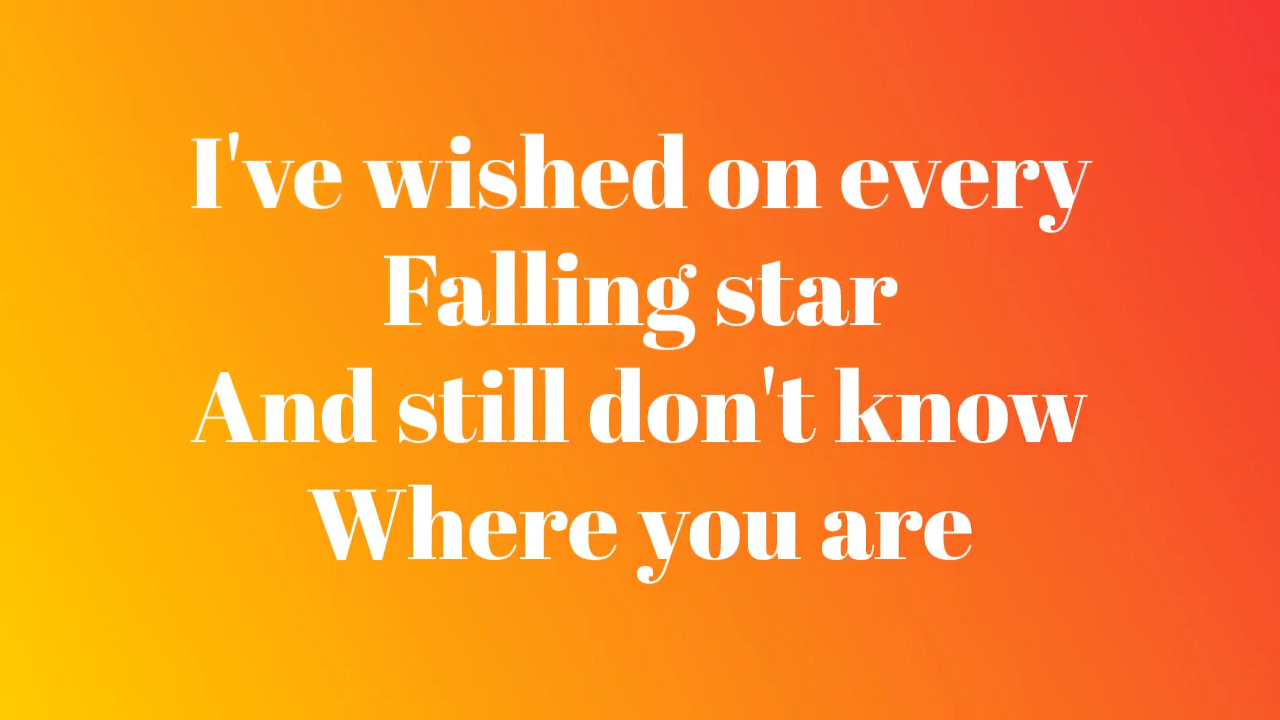 I've wished on every
Falling star
And still don't know
Where you are